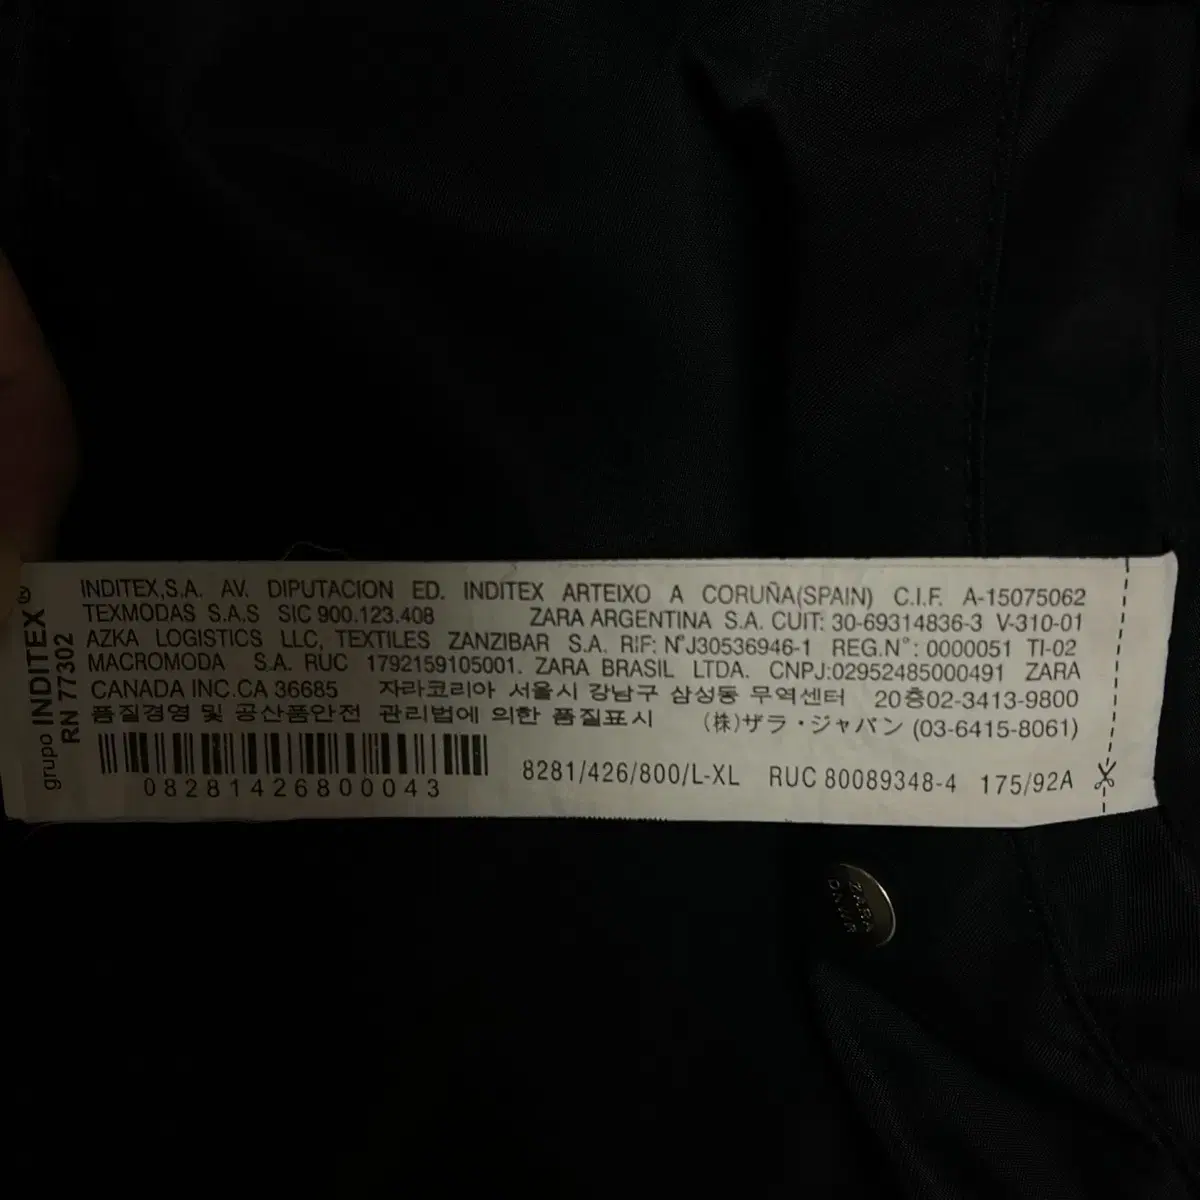 INDITEX,S.A. AV. DIPUTACION ED. INDITEX ARTEIXO A CORUÑA(SPAIN) C.I.F. A-15075062
TEXMODAS S.A.S SIC 900.123.408 ZARA ARGENTINA S.A. CUIT: 30-69314836-3 V-310-01
AZKA LOGISTICS LLC, TEXTILES ZANZIBAR S.A. RIF: N°J30536946-1 REG.N°: 0000051 TI-02
MACROMODA S.A. RUC 1792159105001. ZARA BRASIL LTDA. CNPJ:02952485000491 ZARA
CANADA INC.CA 36685 자라코리아 서울시 강남구 삼성동 무역센터 20층02-3413-9800
품질경영 및 공산품안전 관리법에 의한 품질표시 (株)ザラ・ジャパン (03-6415-8061)
8281/426/800/L-XL RUC 80089348-4 175/92A
08281426800043
grupo INDITEX®
RN 77302
ZARA